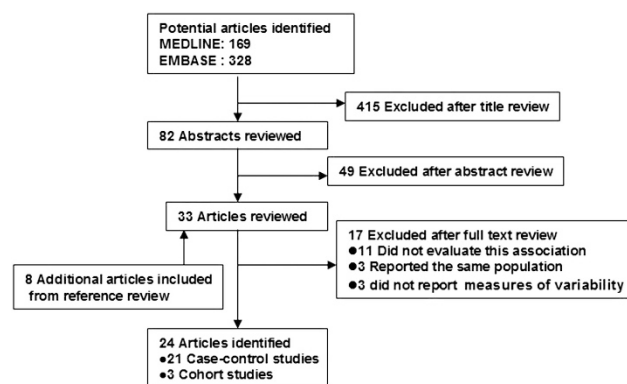 Potential articles identified
MEDLINE: 169
EMBASE : 328
415 Excluded after title review
82 Abstracts reviewed
49 Excluded after abstract review
33 Articles reviewed
17 Excluded after full text review
●11 Did not evaluate this association
●3 Reported the same population
●3 did not report measures of variability
8 Additional articles included
from reference review
24 Articles identified
●21 Case-control studies
●3 Cohort studies